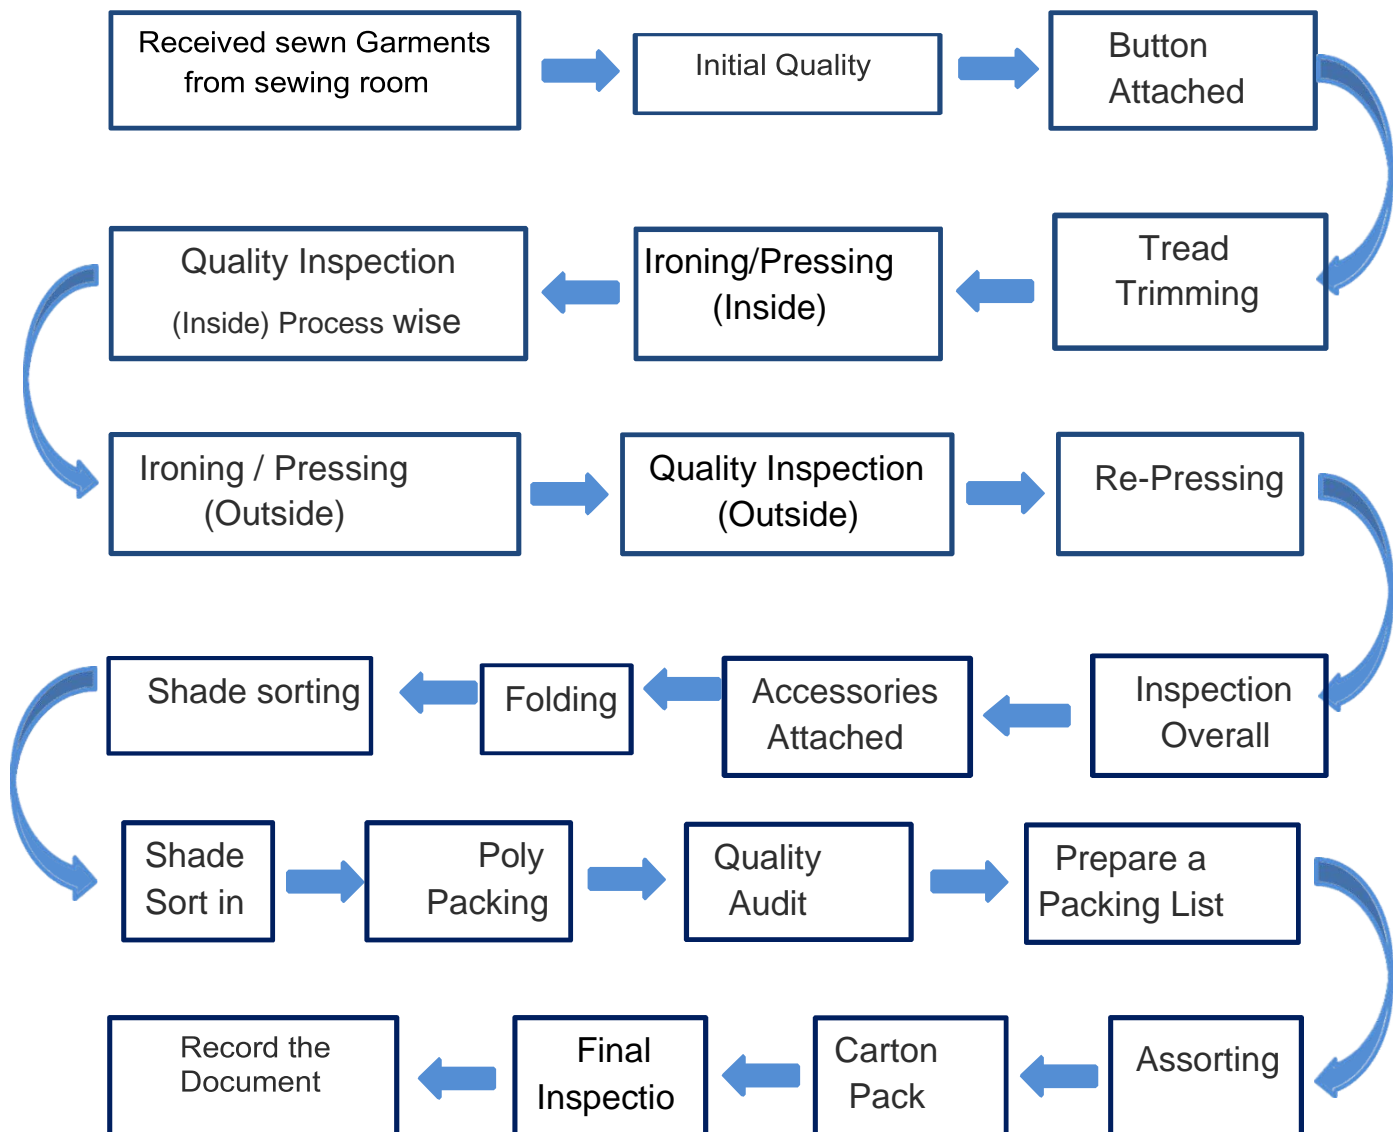 Received sewn Garments
from sewing room
Initial Quality
Button
Attached
Tread
Trimming
Ironing/Pressing
(Inside)
Quality Inspection
(Inside) Process wise
Ironing / Pressing
(Outside)
Quality Inspection
(Outside)
Re-Pressing
Inspection
Overall
Accessories
Attached
Folding
Shade sorting
Shade
Sort in
Poly
Packing
Quality
Audit
Prepare a
Packing List
Assorting
Carton
Pack
Final
Inspectio
Record the
Document